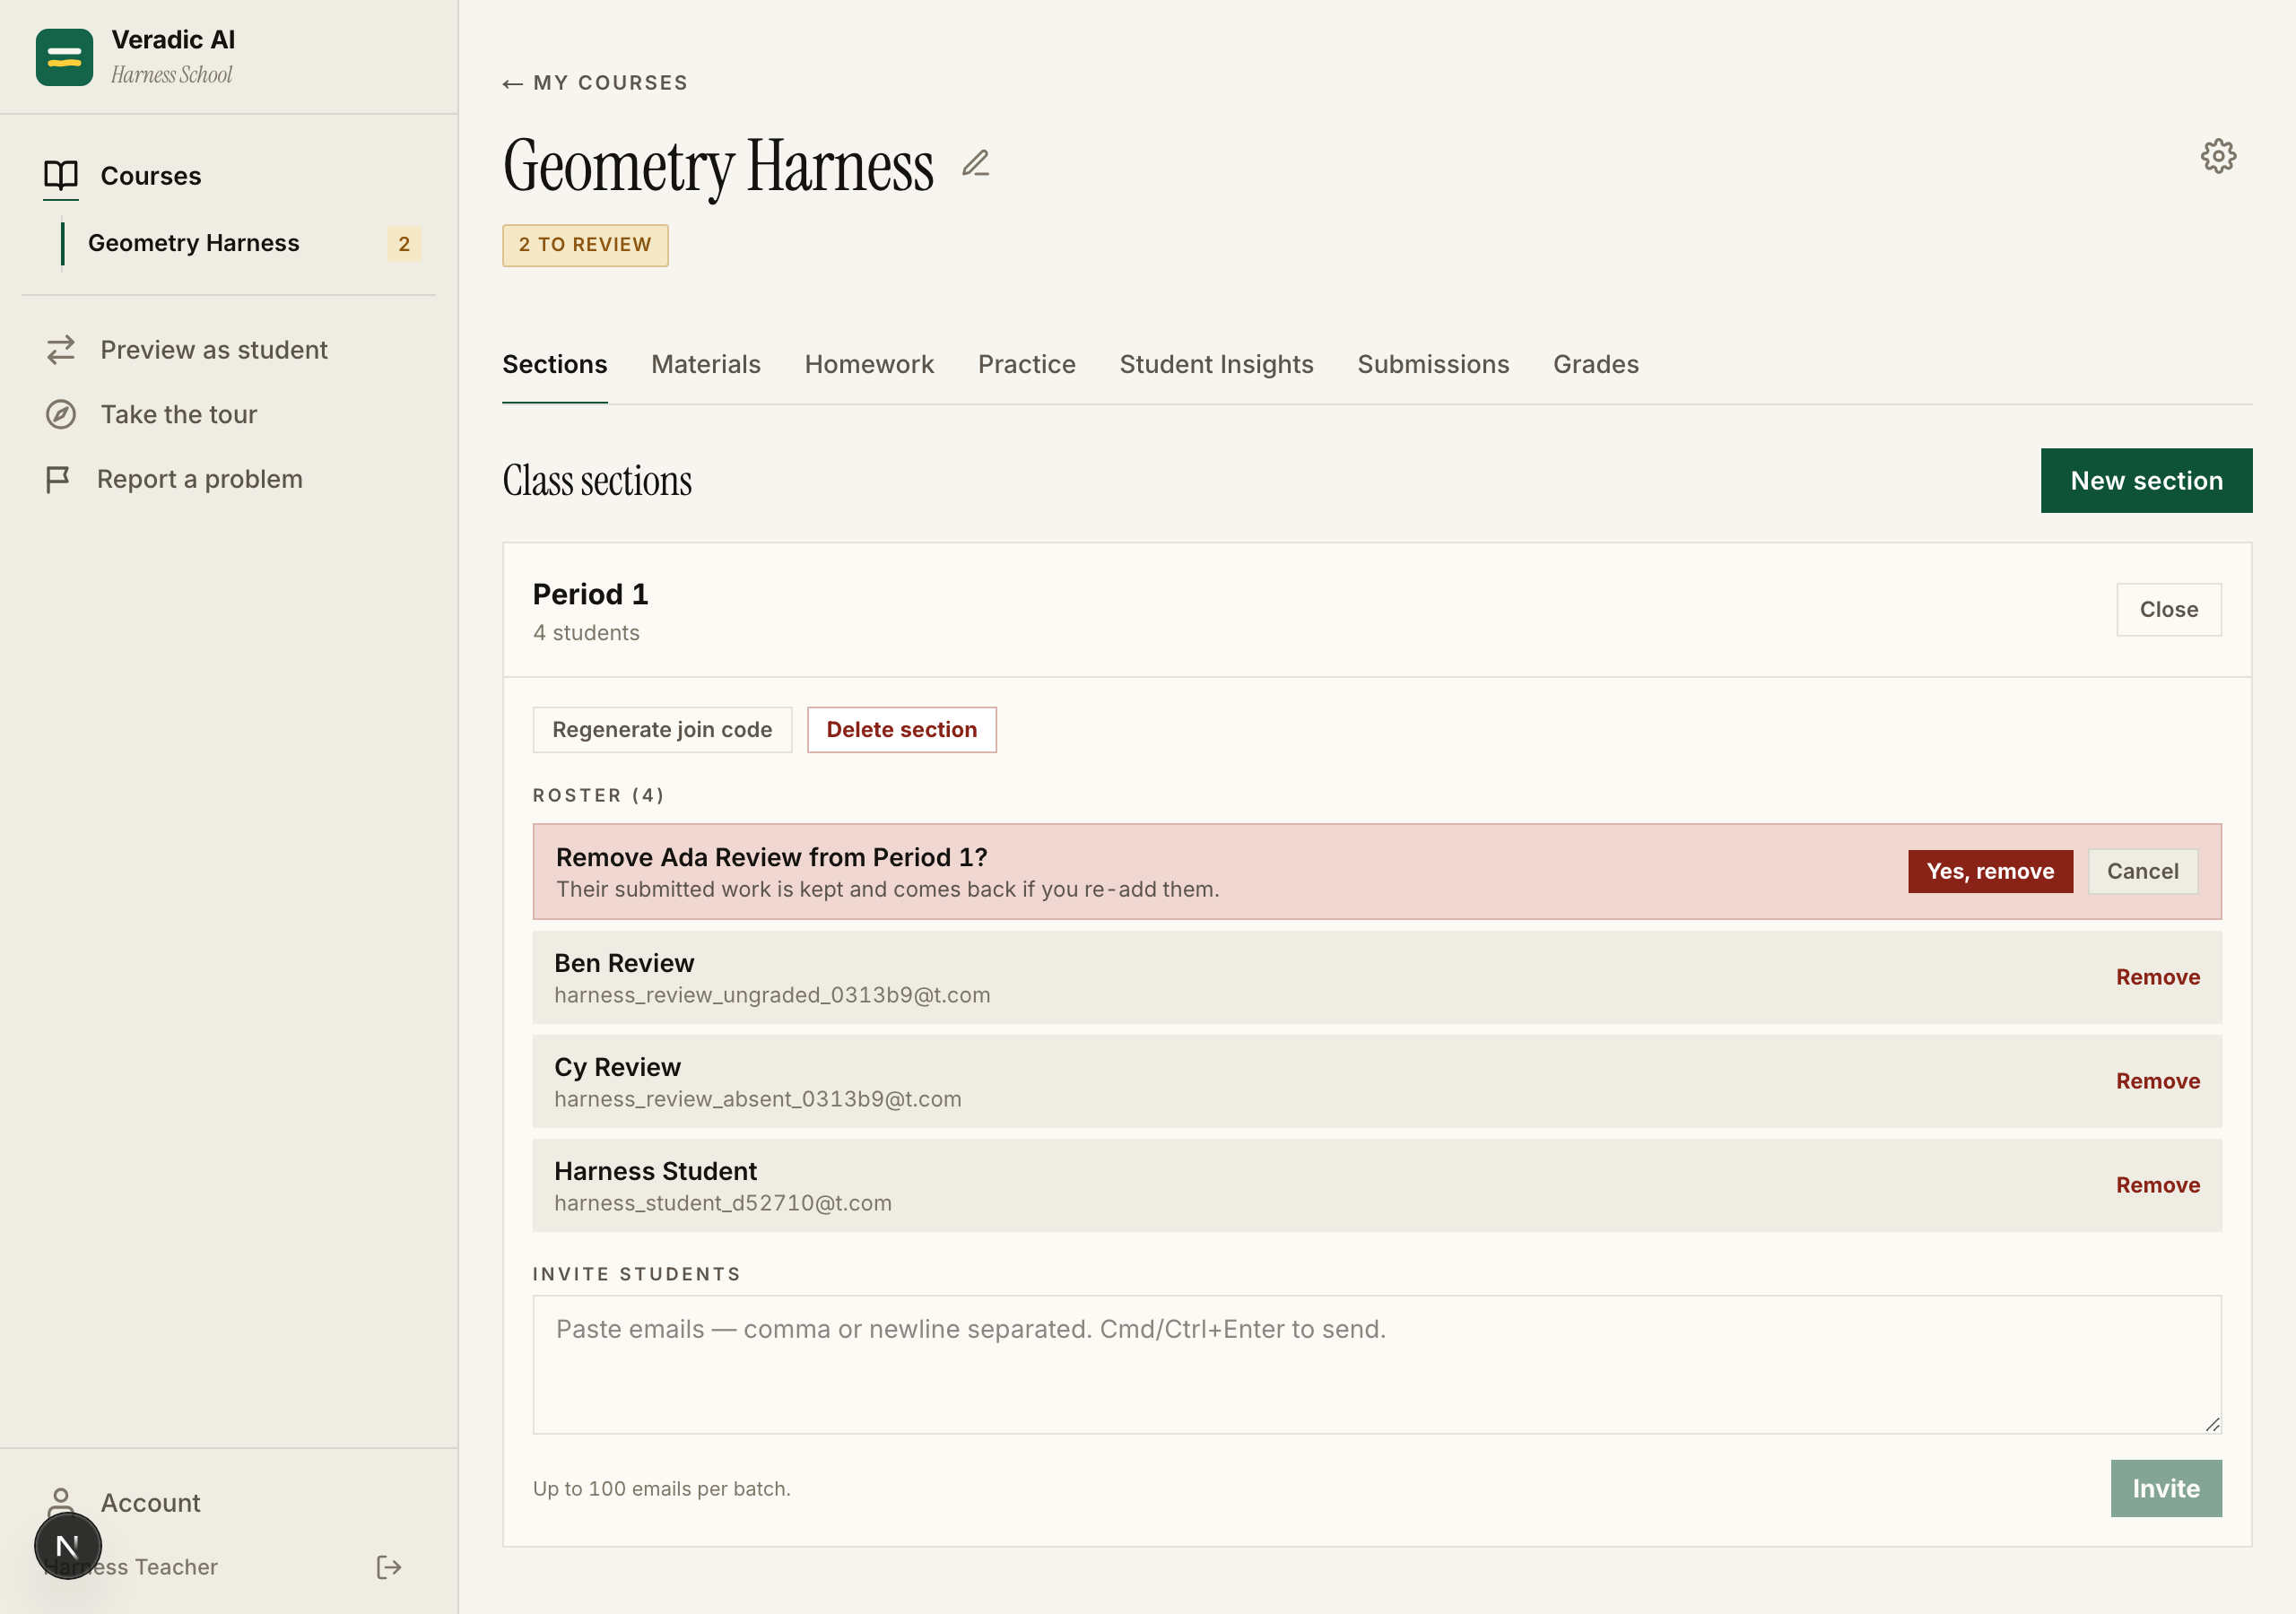 Veradic AI
Harness School
Courses
Geometry Harness 2
Preview as student
Take the tour
Report a problem
Account
Harness Teacher
N
← MY COURSES
Geometry Harness
2 TO REVIEW
Sections Materials Homework Practice Student Insights Submissions Grades
Class sections
New section
Period 1
4 students
Close
Regenerate join code
Delete section
ROSTER (4)
Remove Ada Review from Period 1?
Their submitted work is kept and comes back if you re-add them.
Yes, remove
Cancel
Ben Review
harness_review_ungraded_0313b9@t.com
Remove
Cy Review
harness_review_absent_0313b9@t.com
Remove
Harness Student
harness_student_d52710@t.com
Remove
INVITE STUDENTS
Paste emails — comma or newline separated. Cmd/Ctrl+Enter to send.
Up to 100 emails per batch.
Invite